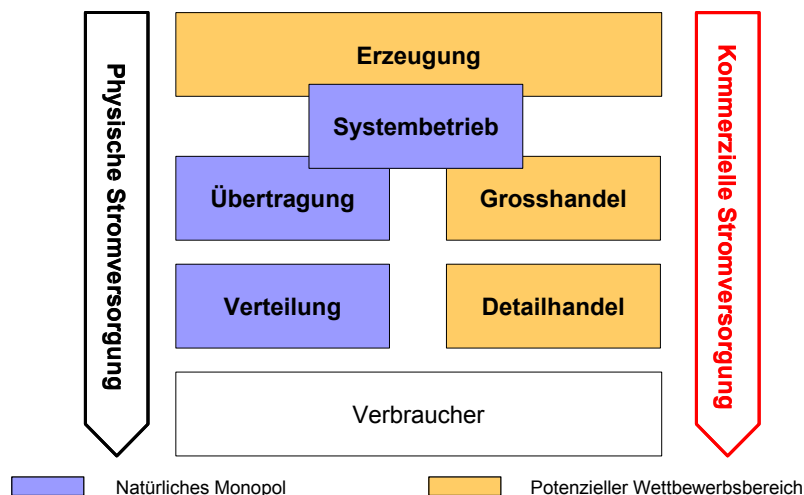 Physische Stromversorgung
Erzeugung
Systembetrieb
Übertragung
Grosshandel
Verteilung
Detailhandel
Verbraucher
Kommerzielle Stromversorgung
Natürliches Monopol
Potenzieller Wettbewerbsbereich